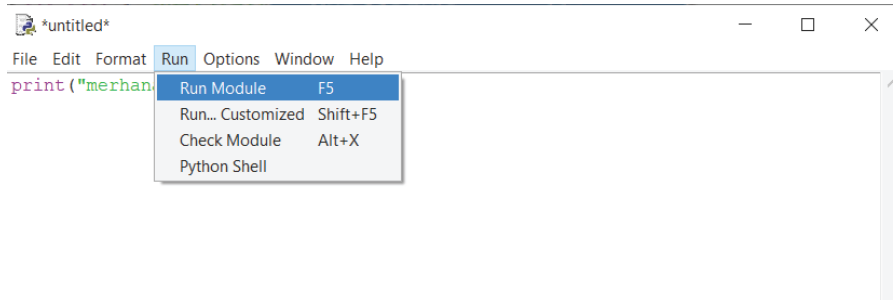 *untitled*
File Edit Format Run Options Window Help
print("merhan
Run Module F5
Run... Customized Shift+F5
Check Module Alt+X
Python Shell